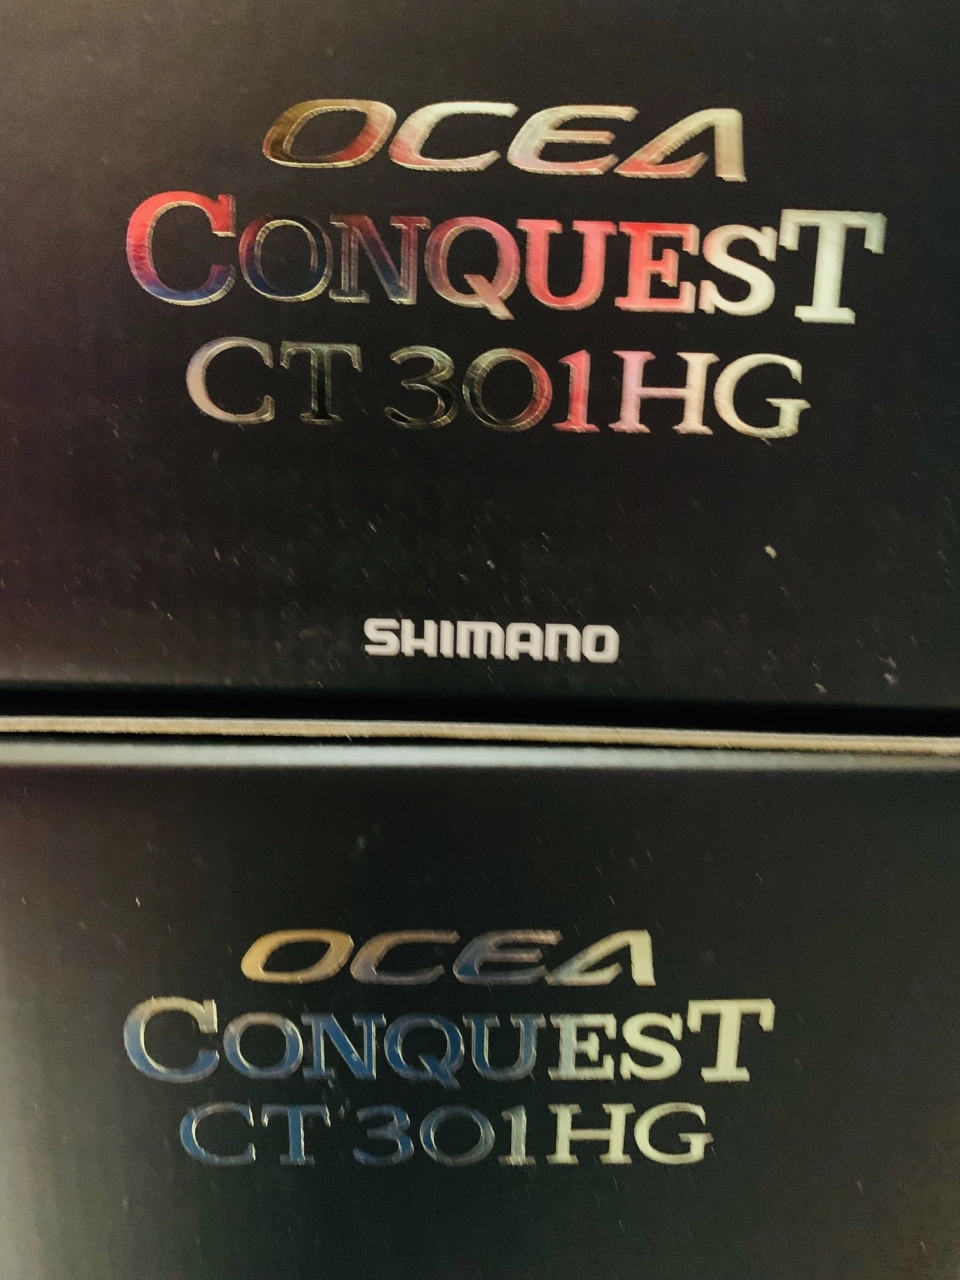 OCEA
CONQUEST
CT 301HG
SHIMANO
OCEA
CONQUEST
CT 301HG